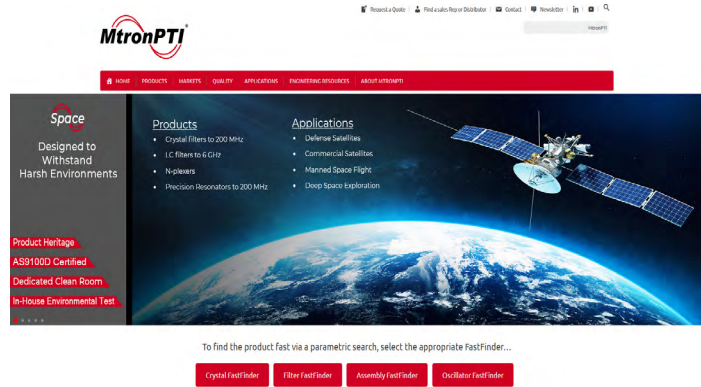 Request a Quote
Find a sales Rep or Distributor
Contact
Newsletter
in
MtronPTI
MtronPTI
HOME
PRODUCTS
MARKETS
QUALITY
APPLICATIONS
ENGINEERING RESOURCES
ABOUT MTRONPTI
Space
Designed to
Withstand
Harsh Environments
Product Heritage
AS9100D Certified
Dedicated Clean Room
In-House Environmental Test
Products
• Crystal filters to 200 MHz
• LC filters to 6 GHz
• N-plexers
• Precision Resonators to 200 MHz
Applications
• Defense Satellites
• Commercial Satellites
• Manned Space Flight
• Deep Space Exploration
To find the product fast via a parametric search, select the appropriate FastFinder...
Crystal FastFinder
Filter FastFinder
Assembly FastFinder
Oscillator FastFinder